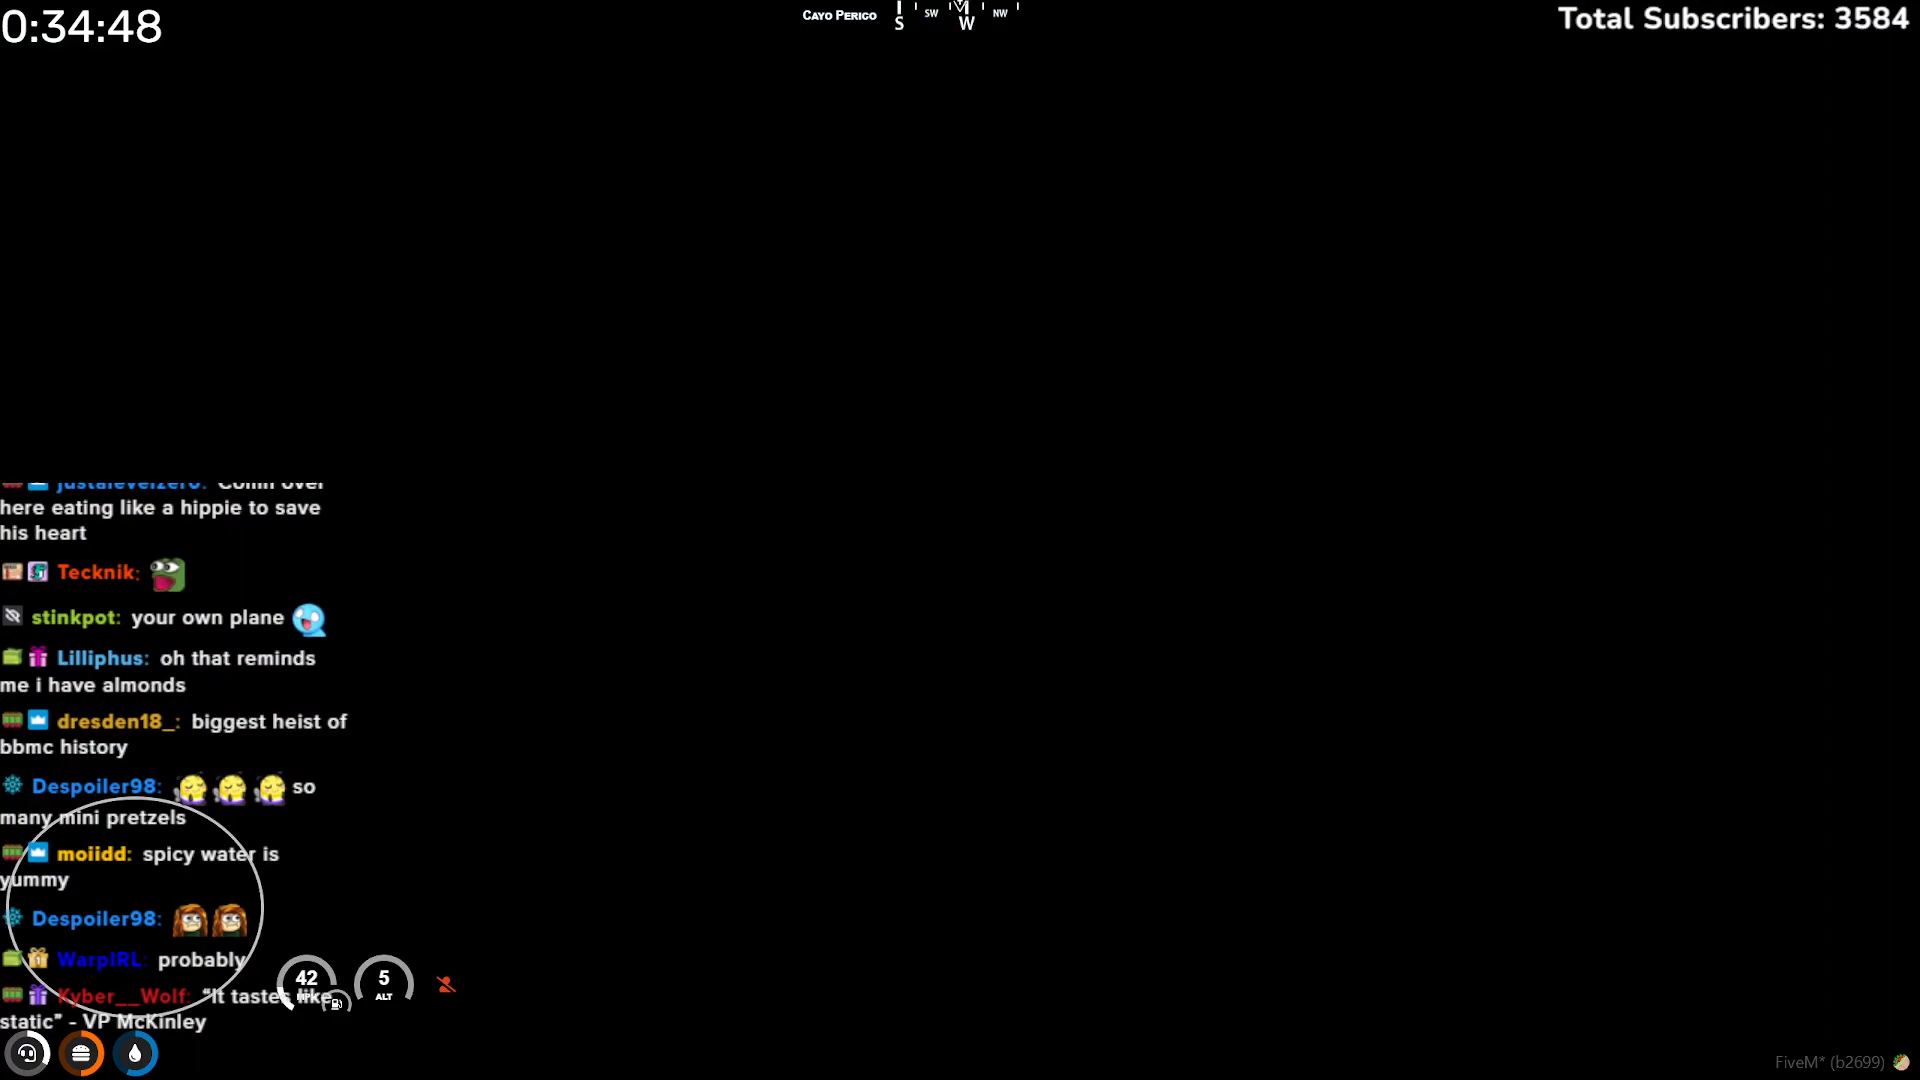 0:34:48
CAYO PERICO
S SW W NW
Total Subscribers: 3584
justalevelzero: Collin over
here eating like a hippie to save
his heart
Tecknik:
stinkpot: your own plane
Lilliphus: oh that reminds
me i have almonds
dresden18_: biggest heist of
bbmc history
Despoiler98: so
many mini pretzels
moiidd: spicy water is
yummy
Despoiler98:
WarpIRL: probably
Kyber__Wolf: “It tastes like
static” - VP McKinley
42
5
ALT
FiveM* (b2699)